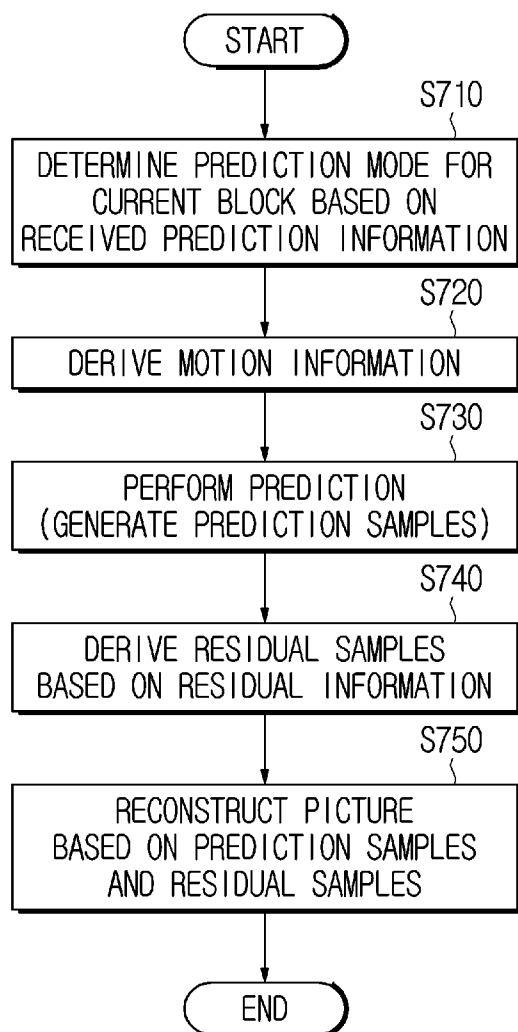 START
S710
DETERMINE PREDICTION MODE FOR
CURRENT BLOCK BASED ON
RECEIVED PREDICTION INFORMATION
S720
DERIVE MOTION INFORMATION
S730
PERFORM PREDICTION
(GENERATE PREDICTION SAMPLES)
S740
DERIVE RESIDUAL SAMPLES
BASED ON RESIDUAL INFORMATION
S750
RECONSTRUCT PICTURE
BASED ON PREDICTION SAMPLES
AND RESIDUAL SAMPLES
END